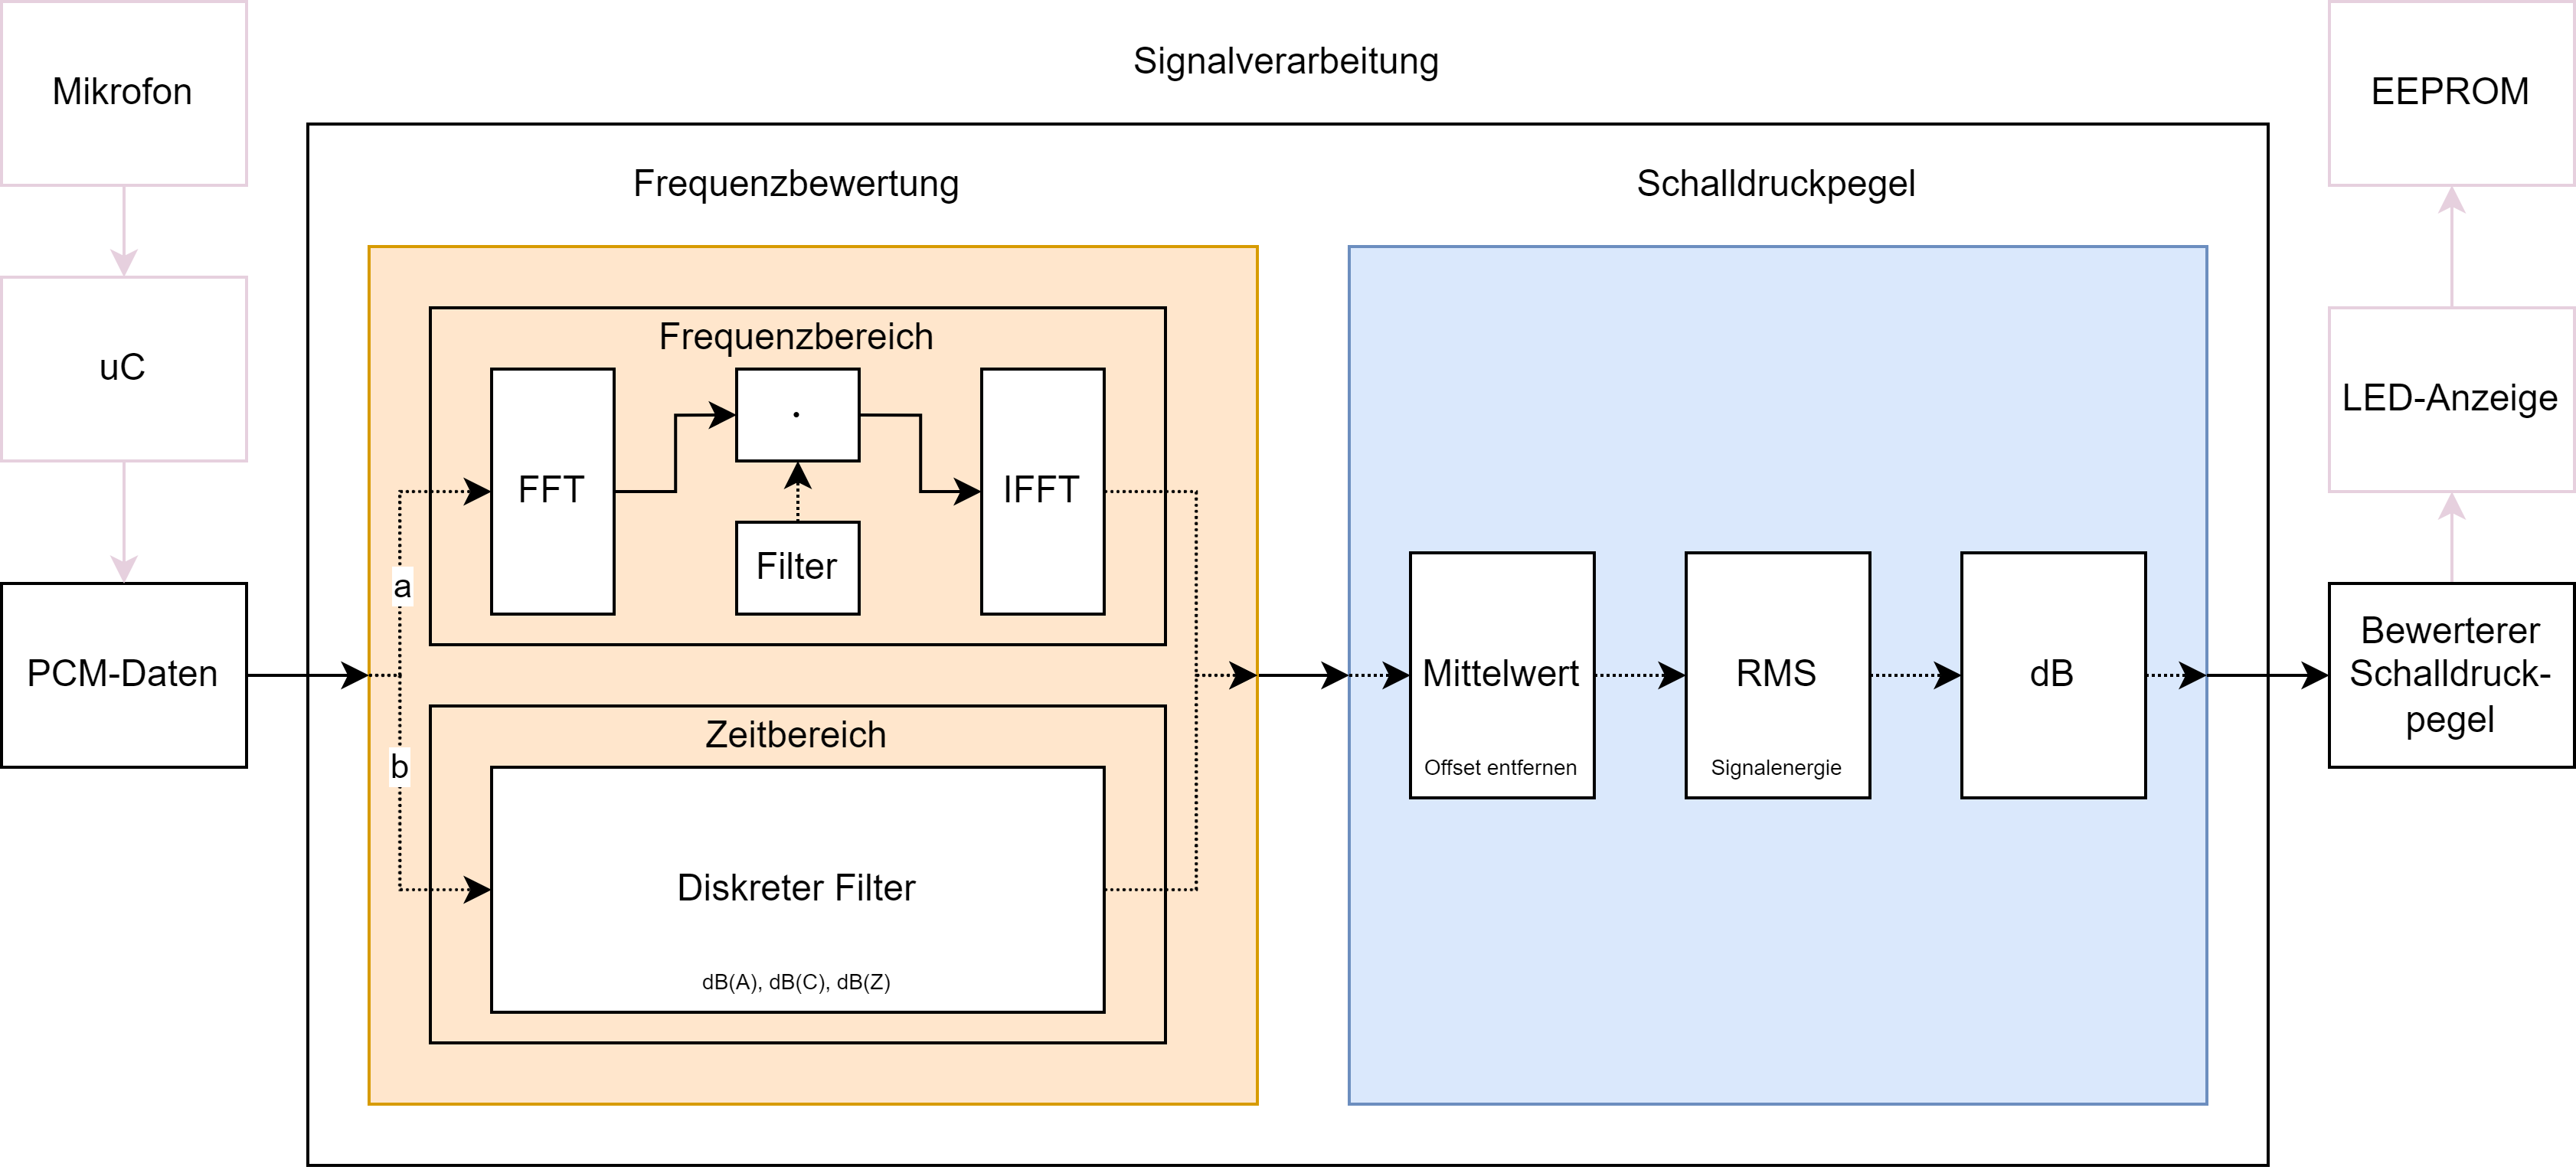 Signalverarbeitung
Mikrofon
uC
PCM-Daten
Frequenzbewertung
Frequenzbereich
FFT
·
Filter
IFFT
a
b
Zeitbereich
Diskreter Filter
dB(A), dB(C), dB(Z)
Schalldruckpegel
Mittelwert
Offset entfernen
RMS
Signalenergie
dB
EEPROM
LED-Anzeige
Bewerterer
Schalldruck-
pegel